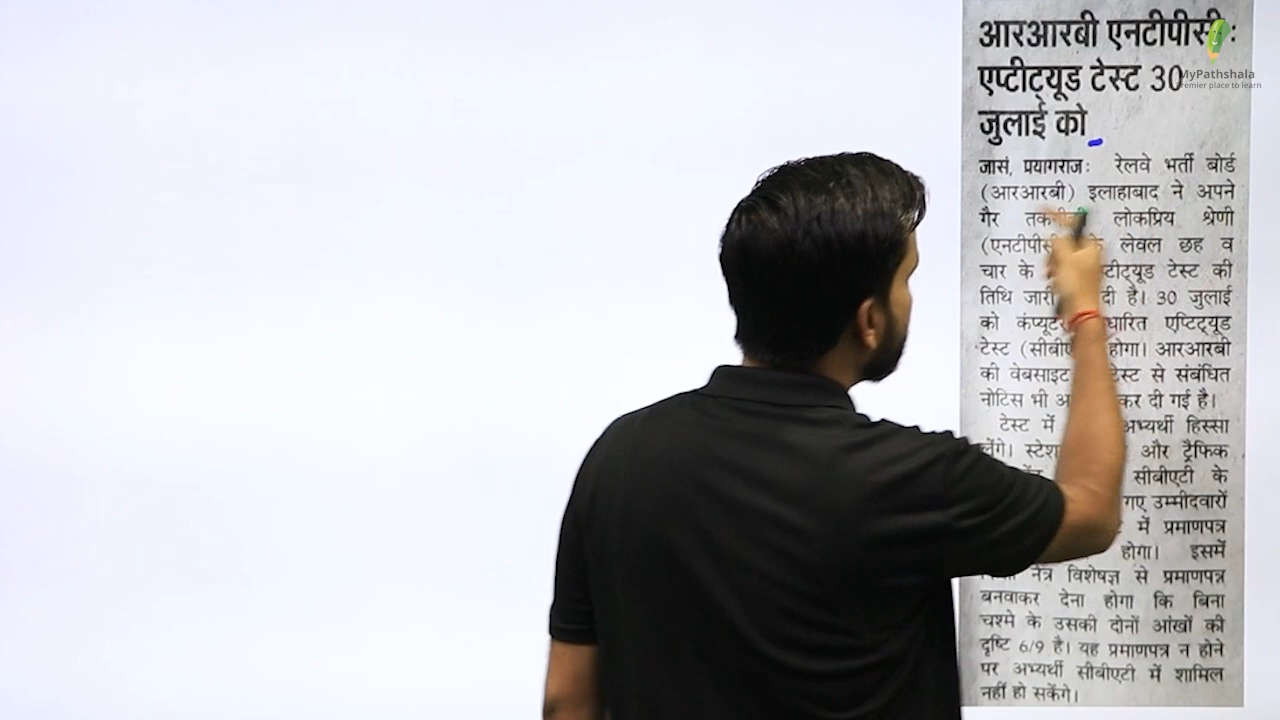 आरआरबी एनटीपीसी :
एप्टीट्यूड टेस्ट 30
जुलाई को
MyPathshala
Premier place to learn
जासं, प्रयागराज : रेलवे भर्ती बोर्ड
(आरआरबी) इलाहाबाद ने अपने
गैर लोकप्रिय श्रेणी
(एनटीपीसी के लेवल छह व
चार के टेस्ट की
तिथि जारी दी है। 30 जुलाई
को एप्टिट्यूड
टेस्ट होगा। आरआरबी
की वेबसाइट टेस्ट से संबंधित
नोटिस भी कर दी गई है।
टेस्ट में अभ्यर्थी हिस्सा
लेंगे। और ट्रैफिक
सीबीएटी के
गए उम्मीदवारों
में प्रमाणपत्र
होगा। इसमें
नेत्र विशेषज्ञ से प्रमाणपत्र
बनवाकर देना होगा कि बिना
चश्मे के उसकी दोनों आंखों की
दृष्टि 6/9 है। यह प्रमाणपत्र न होने
पर अभ्यर्थी सीबीएटी में शामिल
नहीं हो सकेंगे।